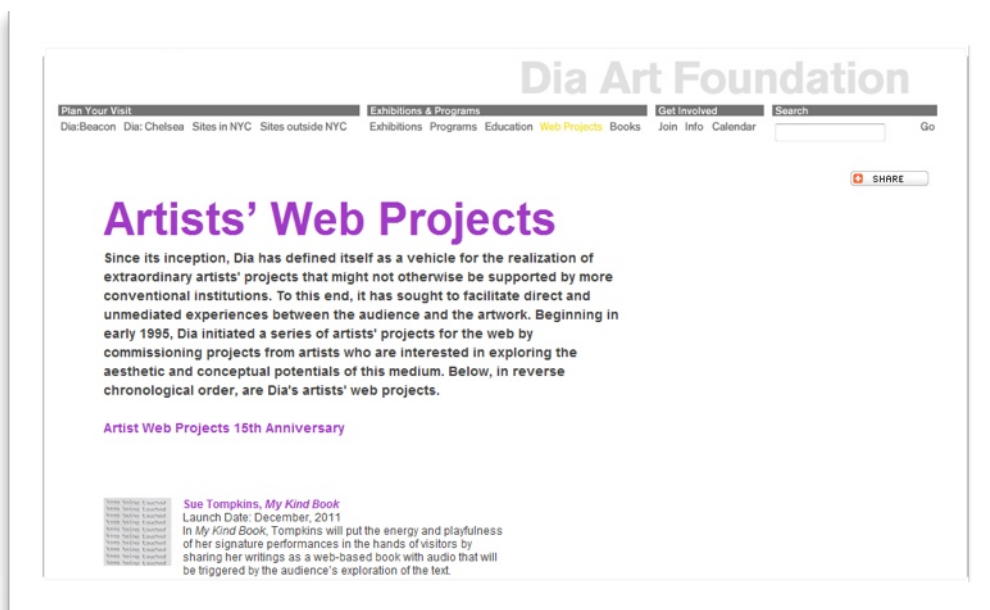 Dia Art Foundation
Plan Your Visit
Dia:Beacon Dia: Chelsea Sites in NYC Sites outside NYC
Exhibitions & Programs
Exhibitions Programs Education Web Projects Books
Get Involved
Join Info Calendar
Search
Go
SHARE
Artists’ Web Projects
Since its inception, Dia has defined itself as a vehicle for the realization of
extraordinary artists' projects that might not otherwise be supported by more
conventional institutions. To this end, it has sought to facilitate direct and
unmediated experiences between the audience and the artwork. Beginning in
early 1995, Dia initiated a series of artists' projects for the web by
commissioning projects from artists who are interested in exploring the
aesthetic and conceptual potentials of this medium. Below, in reverse
chronological order, are Dia's artists' web projects.
Artist Web Projects 15th Anniversary
Sue Tompkins, My Kind Book
Launch Date: December, 2011
In My Kind Book, Tompkins will put the energy and playfulness
of her signature performances in the hands of visitors by
sharing her writings as a web-based book with audio that will
be triggered by the audience's exploration of the text.